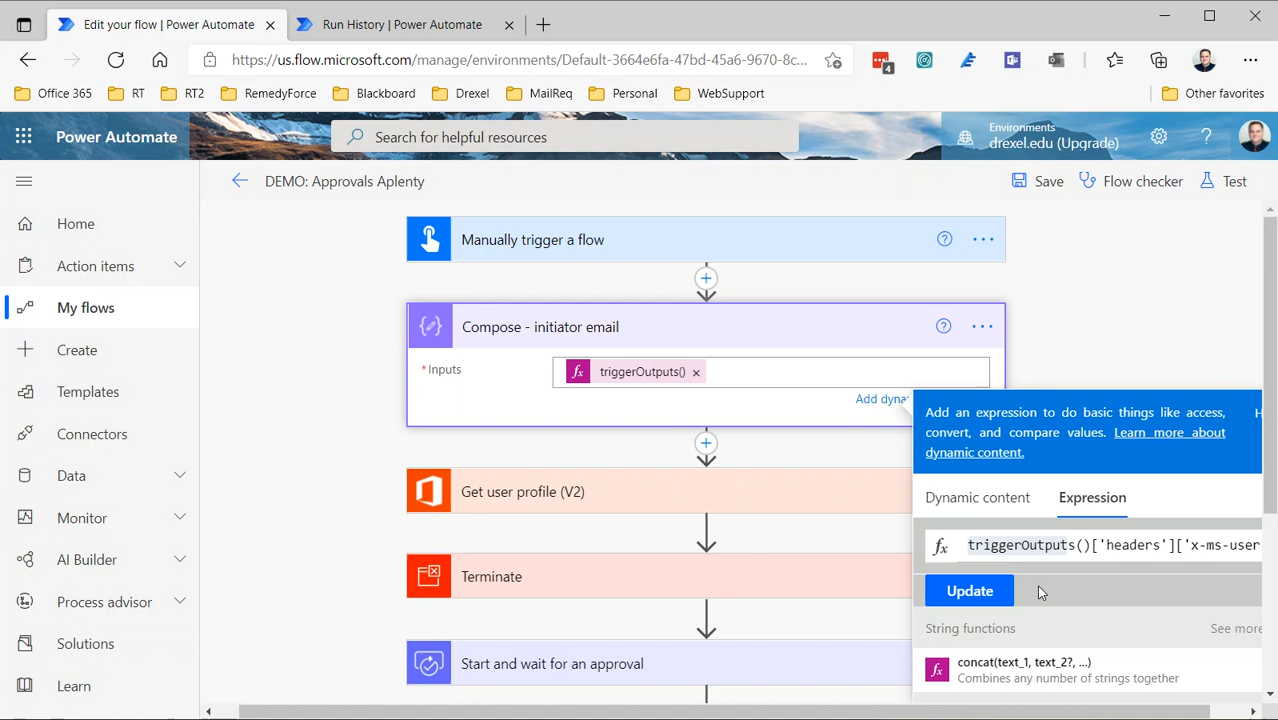 Edit your flow | Power Automate
Run History | Power Automate
https://us.flow.microsoft.com/manage/environments/Default-3664e6fa-47bd-45a6-9670-8c...
4
Office 365
RT
RT2
RemedyForce
Blackboard
Drexel
MailReq
Personal
WebSupport
Other favorites
Power Automate
Search for helpful resources
Environments
drexel.edu (Upgrade)
DEMO: Approvals Aplenty
Save
Flow checker
Test
Home
Action items
My flows
Create
Templates
Connectors
Data
Monitor
AI Builder
Process advisor
Solutions
Learn
Manually trigger a flow
Compose - initiator email
* Inputs
fx triggerOutputs() ×
Add dyna
Get user profile (V2)
Terminate
Start and wait for an approval
Add an expression to do basic things like access, H
convert, and compare values. Learn more about
dynamic content.
Dynamic content
Expression
fx triggerOutputs()['headers']['x-ms-user
Update
String functions
See more
fx
concat(text_1, text_2?, ...)
Combines any number of strings together